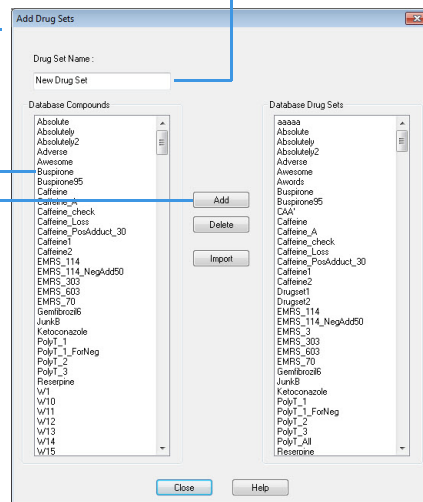 Add Drug Sets
Drug Set Name :
New Drug Set
Database Compounds
Absolute
Absolutely
Absolutely2
Adverse
Awesome
Buspirone
Buspirone95
Caffeine
Caffeine_A
Caffeine_check
Caffeine_Loss
Caffeine_PosAdduct_30
Caffeine1
Caffeine2
EMRS_114
EMRS_114_NegAdd50
EMRS_303
EMRS_603
EMRS_70
Gemfibrozil6
JunkB
Ketoconazole
PolyT_1
PolyT_1_ForNeg
PolyT_2
PolyT_3
Reserpine
W1
W10
W11
W12
W13
W14
W15
Add
Delete
Import
Database Drug Sets
aaaaa
Absolute
Absolutely
Absolutely2
Adverse
Awesome
Awords
Buspirone
Buspirone95
CAA'
Caffeine
Caffeine_A
Caffeine_check
Caffeine_Loss
Caffeine_PosAdduct_30
Caffeine1
Caffeine2
Drugset1
Drugset2
EMRS_114
EMRS_114_NegAdd50
EMRS_3
EMRS_303
EMRS_603
EMRS_70
Gemfibrozil6
JunkB
Ketoconazole
PolyT_1
PolyT_1_ForNeg
PolyT_2
PolyT_3
PolyT_All
Reserpine
Close
Help